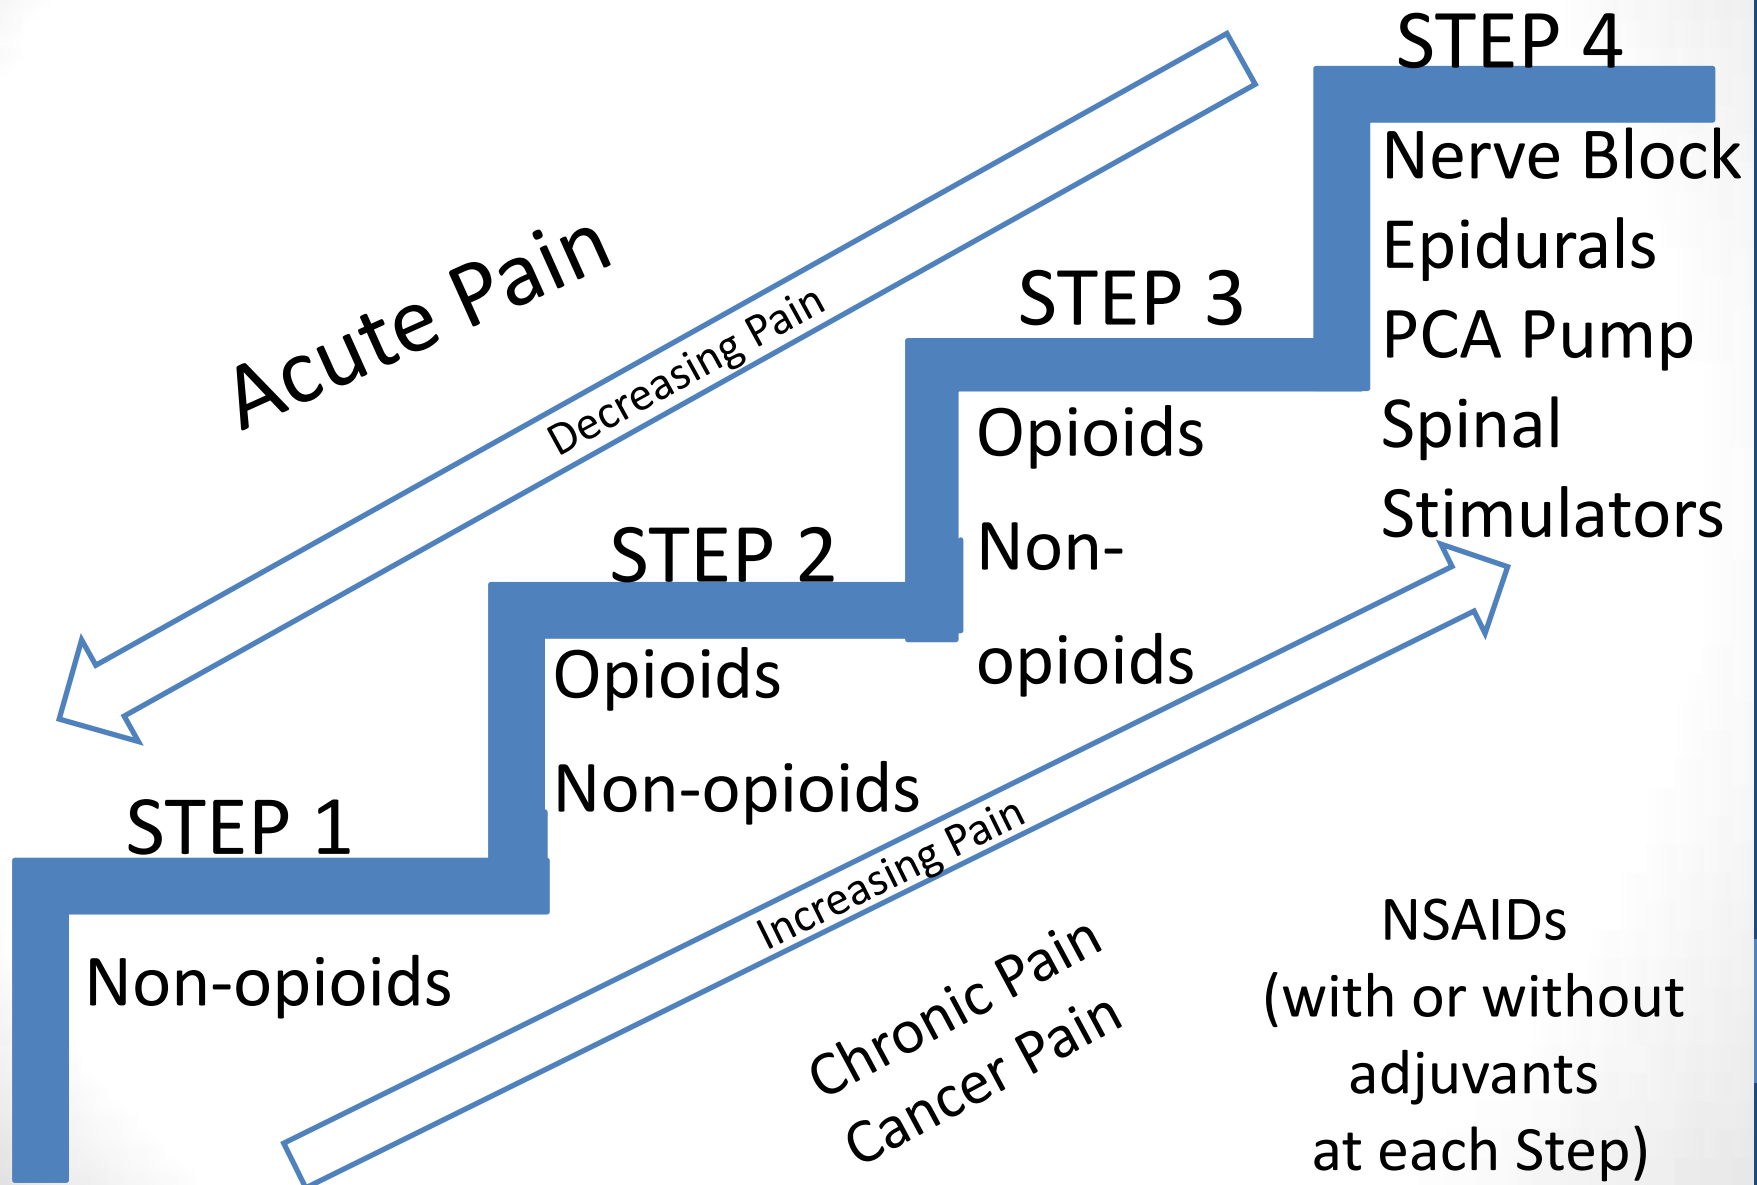 STEP 4
Nerve Block
Epidurals
PCA Pump
Spinal
Stimulators
STEP 3
Opioids
Non-
opioids
STEP 2
Opioids
Non-opioids
STEP 1
Non-opioids
Acute Pain
Decreasing Pain
Increasing Pain
Chronic Pain
Cancer Pain
NSAIDs
(with or without
adjuvants
at each Step)